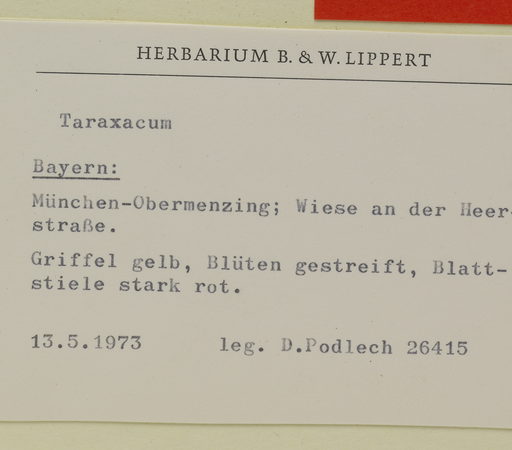 HERBARIUM B. & W. LIPPERT
Taraxacum
Bayern:
München-Obermenzing; Wiese an der Heer-
straße.
Griffel gelb, Blüten gestreift, Blatt-
stiele stark rot.
13.5.1973 leg. D.Podlech 26415